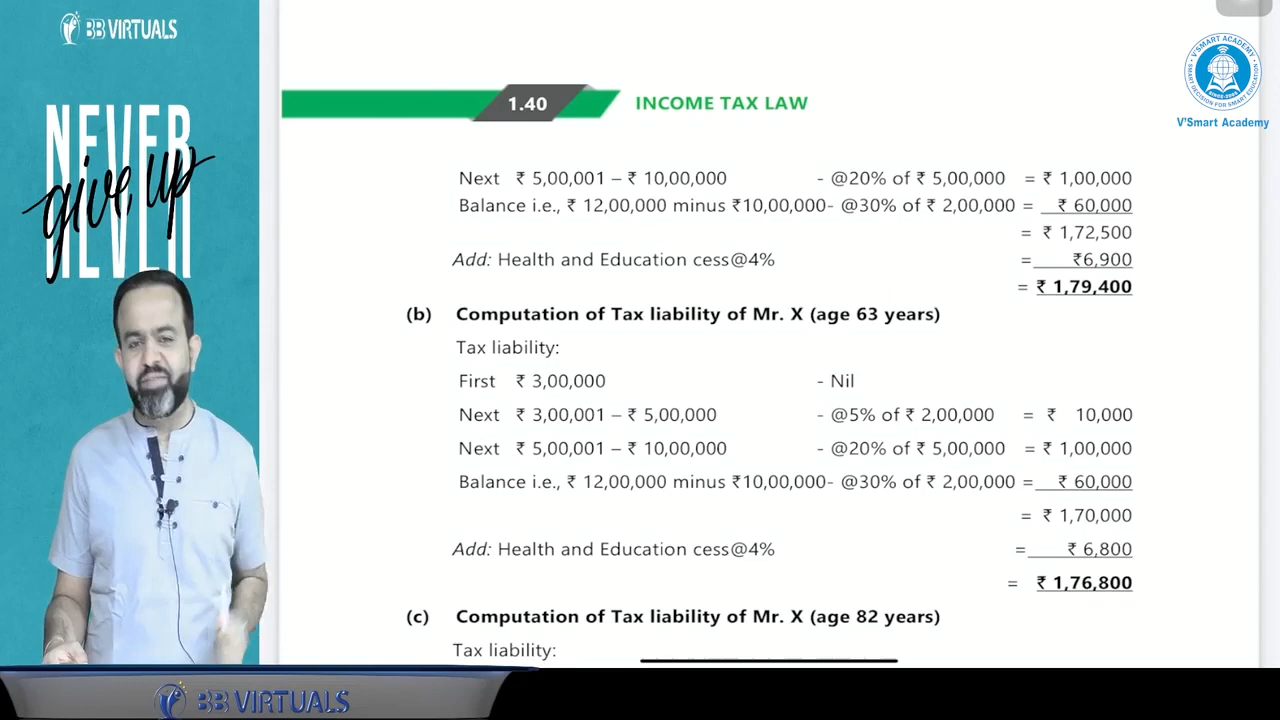 BB VIRTUALS
NEVER
give up
NEVER
1.40 INCOME TAX LAW
V'SMART ACADEMY
SMART DECISION FOR SMART EDUCATION
V'Smart Academy
Next ₹ 5,00,001 – ₹ 10,00,000 - @20% of ₹ 5,00,000 = ₹ 1,00,000
Balance i.e., ₹ 12,00,000 minus ₹10,00,000- @30% of ₹ 2,00,000 = ₹ 60,000
= ₹ 1,72,500
Add: Health and Education cess@4% = ₹6,900
= ₹ 1,79,400
(b) Computation of Tax liability of Mr. X (age 63 years)
Tax liability:
First ₹ 3,00,000 - Nil
Next ₹ 3,00,001 – ₹ 5,00,000 - @5% of ₹ 2,00,000 = ₹ 10,000
Next ₹ 5,00,001 – ₹ 10,00,000 - @20% of ₹ 5,00,000 = ₹ 1,00,000
Balance i.e., ₹ 12,00,000 minus ₹10,00,000- @30% of ₹ 2,00,000 = ₹ 60,000
= ₹ 1,70,000
Add: Health and Education cess@4% = ₹ 6,800
= ₹ 1,76,800
(c) Computation of Tax liability of Mr. X (age 82 years)
Tax liability:
BB VIRTUALS